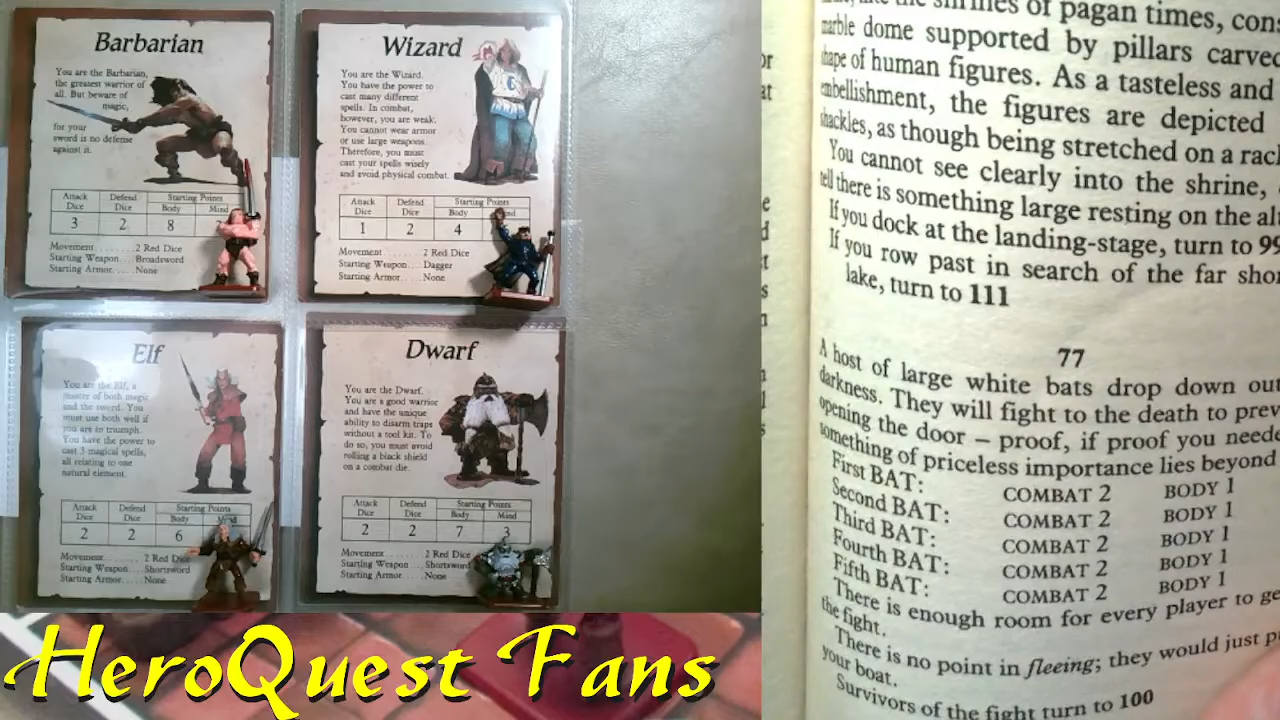 Barbarian
You are the Barbarian,
the greatest warrior of
all. But beware of
magic,
for your
sword is no defense
against it.
Attack Dice Defend Dice Starting Points
Body Mind
3 2 8
Movement........2 Red Dice
Starting Weapon...Broadsword
Starting Armor....None
Wizard
You are the Wizard.
You have the power to
cast many different
spells. In combat,
however, you are weak.
You cannot wear armor
or use large weapons.
Therefore, you must
cast your spells wisely
and avoid physical combat.
Attack Dice Defend Dice Starting Points
Body
1 2 4
Movement........2 Red Dice
Starting Weapon....Dagger
Starting Armor....None
Elf
You are the Elf, a
master of both magic
and the sword. You
must use both well if
you are to triumph.
You have the power to
cast 3 magical spells,
all relating to one
natural element.
Attack Dice Defend Dice Starting Points
Body Mind
2 2 6
Movement........2 Red Dice
Starting Weapon...Shortsword
Starting Armor....None
Dwarf
You are the Dwarf.
You are a good warrior
and have the unique
ability to disarm traps
without a tool kit. To
do so, you must avoid
rolling a black shield
on a combat die.
Attack Dice Defend Dice Starting Points
Body Mind
2 2 7 3
Movement........2 Red Dice
Starting Weapon...Shortsword
Starting Armor....None
HeroQuest Fans
the shrines of pagan times,
marble dome supported by pillars carved
shape of human figures. As a tasteless and
embellishment, the figures are depicted
shackles, as though being stretched on a rack
You cannot see clearly into the shrine,
tell there is something large resting on the
If you dock at the landing-stage, turn to 99
If you row past in search of the far
lake, turn to 111
77
A host of large white bats drop down out
darkness. They will fight to the death to
opening the door – proof, if proof you
something of priceless importance lies beyond
First BAT: COMBAT 2 BODY 1
Second BAT: COMBAT 2 BODY 1
Third BAT: COMBAT 2 BODY 1
Fourth BAT: COMBAT 2 BODY 1
Fifth BAT: COMBAT 2 BODY 1
There is enough room for every player to
the fight.
There is no point in fleeing; they would just
your boat.
Survivors of the fight turn to 100